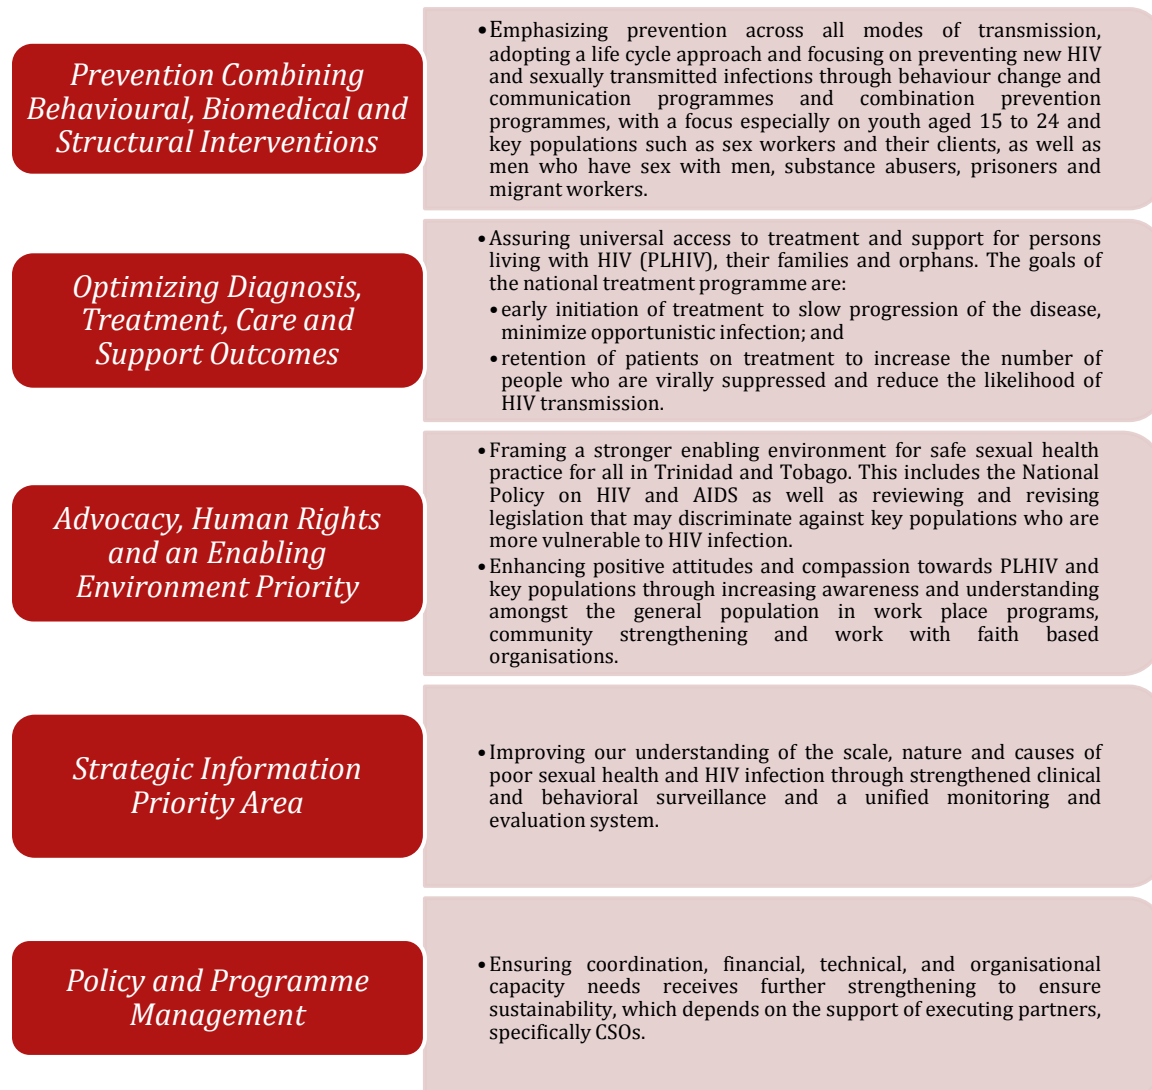 Prevention Combining
Behavioural, Biomedical and
Structural Interventions
•Emphasizing prevention across all modes of transmission,
adopting a life cycle approach and focusing on preventing new HIV
and sexually transmitted infections through behaviour change and
communication programmes and combination prevention
programmes, with a focus especially on youth aged 15 to 24 and
key populations such as sex workers and their clients, as well as
men who have sex with men, substance abusers, prisoners and
migrant workers.
Optimizing Diagnosis,
Treatment, Care and
Support Outcomes
•Assuring universal access to treatment and support for persons
living with HIV (PLHIV), their families and orphans. The goals of
the national treatment programme are:
•early initiation of treatment to slow progression of the disease,
minimize opportunistic infection; and
•retention of patients on treatment to increase the number of
people who are virally suppressed and reduce the likelihood of
HIV transmission.
Advocacy, Human Rights
and an Enabling
Environment Priority
•Framing a stronger enabling environment for safe sexual health
practice for all in Trinidad and Tobago. This includes the National
Policy on HIV and AIDS as well as reviewing and revising
legislation that may discriminate against key populations who are
more vulnerable to HIV infection.
•Enhancing positive attitudes and compassion towards PLHIV and
key populations through increasing awareness and understanding
amongst the general population in work place programs,
community strengthening and work with faith based
organisations.
Strategic Information
Priority Area
•Improving our understanding of the scale, nature and causes of
poor sexual health and HIV infection through strengthened clinical
and behavioral surveillance and a unified monitoring and
evaluation system.
Policy and Programme
Management
•Ensuring coordination, financial, technical, and organisational
capacity needs receives further strengthening to ensure
sustainability, which depends on the support of executing partners,
specifically CSOs.